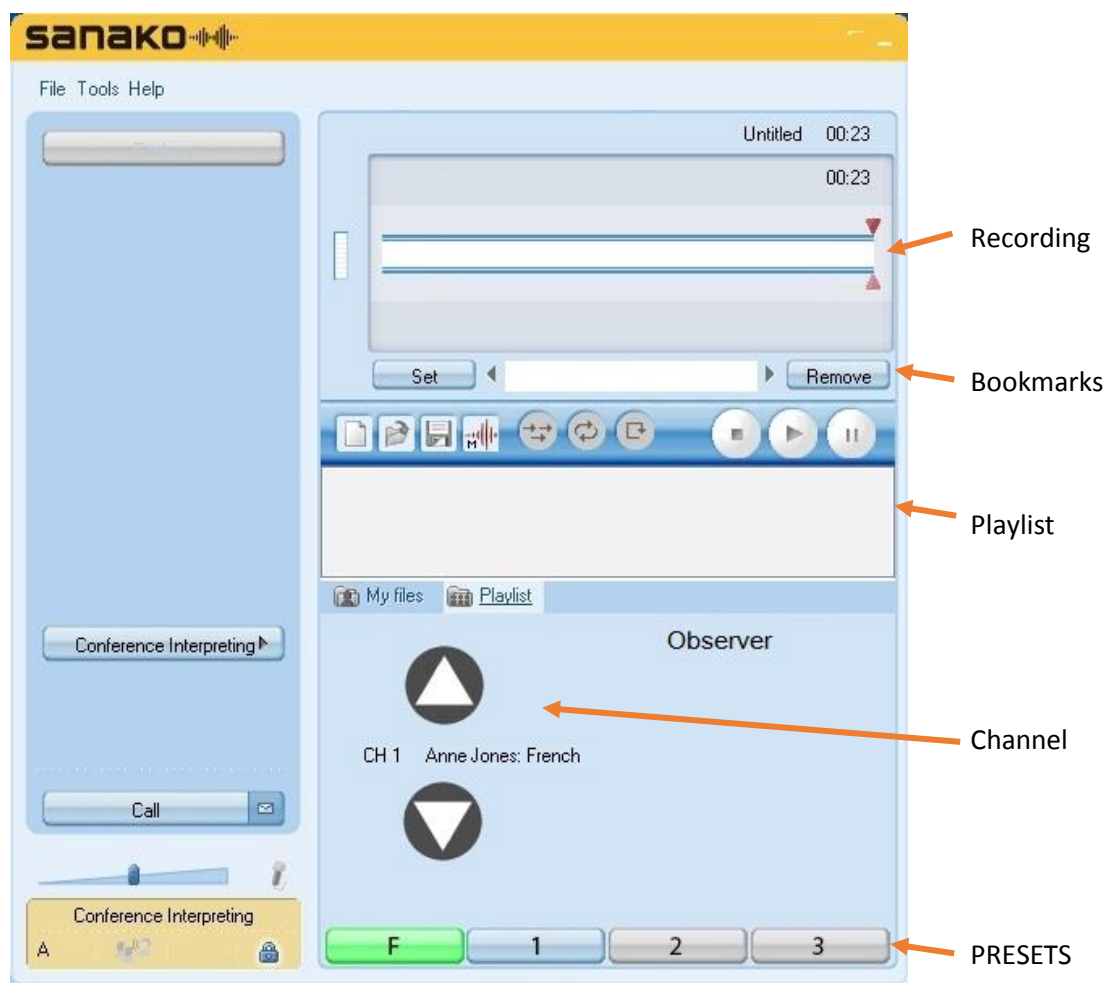 sanako
File Tools Help
Untitled 00:23
00:23
Recording
Set
Remove
Bookmarks
M
Playlist
My files Playlist
Conference Interpreting
Observer
Channel
CH 1 Anne Jones: French
Call
Conference Interpreting
A
F 1 2 3
PRESETS